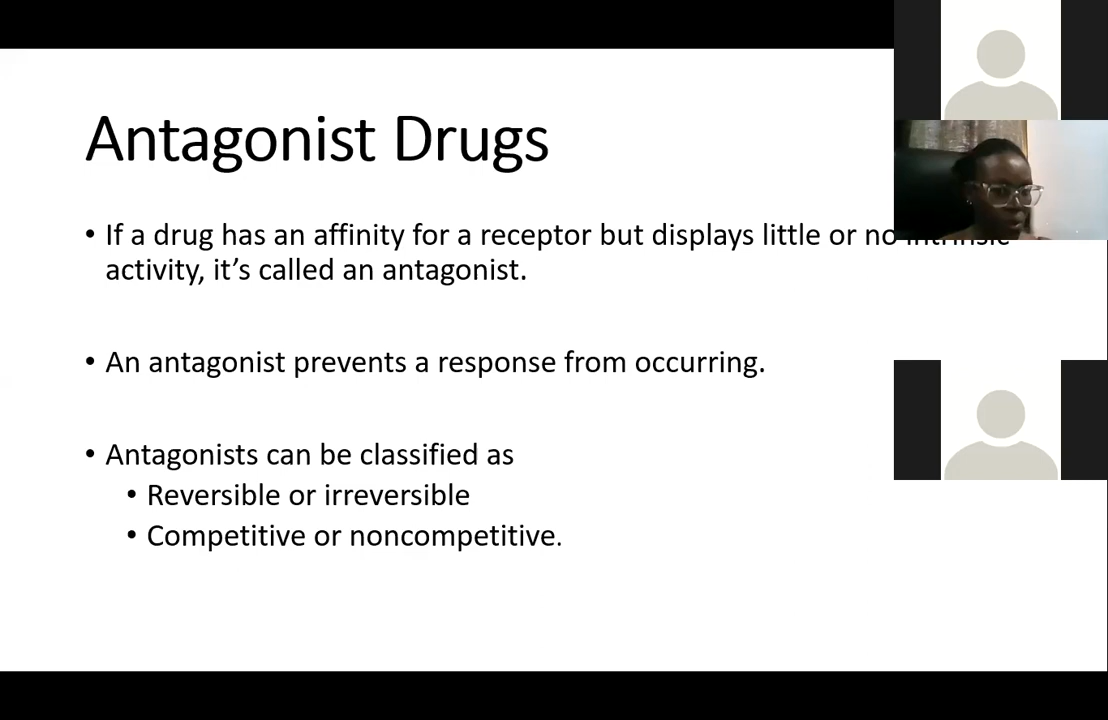 Antagonist Drugs
• If a drug has an affinity for a receptor but displays little or no intrinsic
activity, it’s called an antagonist.
• An antagonist prevents a response from occurring.
• Antagonists can be classified as
• Reversible or irreversible
• Competitive or noncompetitive.